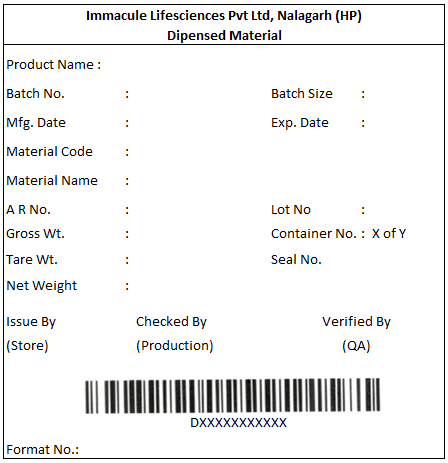 Immacule Lifesciences Pvt Ltd, Nalagarh (HP)
Dipensed Material
Product Name :
Batch No. : Batch Size :
Mfg. Date : Exp. Date :
Material Code :
Material Name :
A R No. : Lot No :
Gross Wt. : Container No. : X of Y
Tare Wt. : Seal No.
Net Weight :
Issue By Checked By Verified By
(Store) (Production) (QA)
DXXXXXXXXXXX
Format No.: